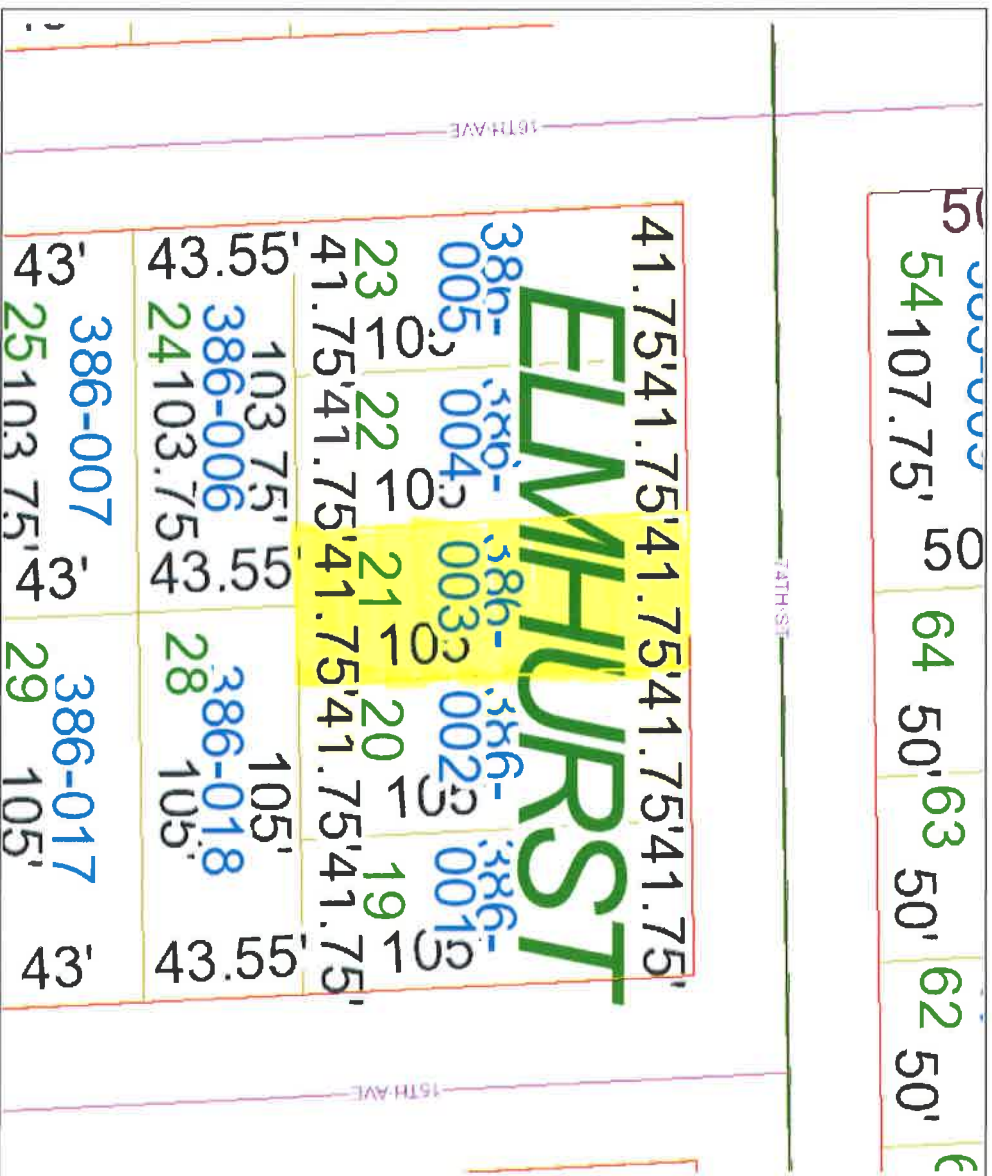 54 107.75' 50
64 50' 63 50' 62 50'
74TH ST
41.75' 41.75' 41.75' 41.75' 41.75'
ELMHURST
005
386-
004
386-
003
386-
002
386-
001
23 22 21 20 19
41.75' 41.75' 41.75' 41.75' 41.75'
103.75'
386-006
24 103.75'
43.55' 43.55'
105'
386-018
28 105'
43.55'
386-007
25 103.75'
43' 43'
386-017
29 105'
43'
16TH AVE
15TH AVE